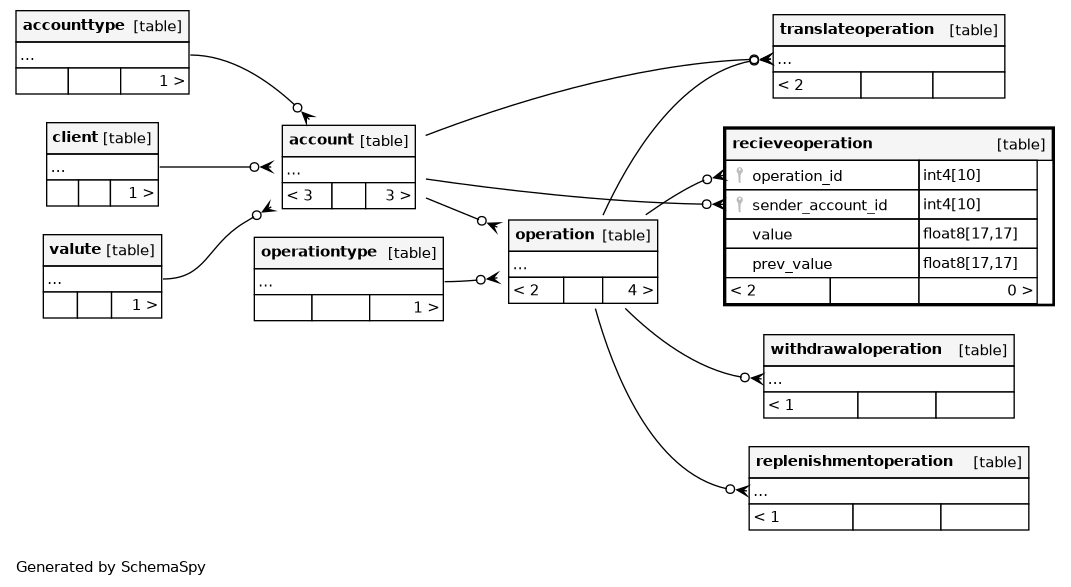 accounttype [table]
...
1 >
client [table]
...
1 >
valute [table]
...
1 >
account [table]
...
< 3 3 >
operationtype [table]
...
1 >
operation [table]
...
< 2 4 >
translateoperation [table]
...
< 2
recieveoperation [table]
operation_id int4[10]
sender_account_id int4[10]
value float8[17,17]
prev_value float8[17,17]
< 2 0 >
withdrawaloperation [table]
...
< 1
replenishmentoperation [table]
...
< 1
Generated by SchemaSpy